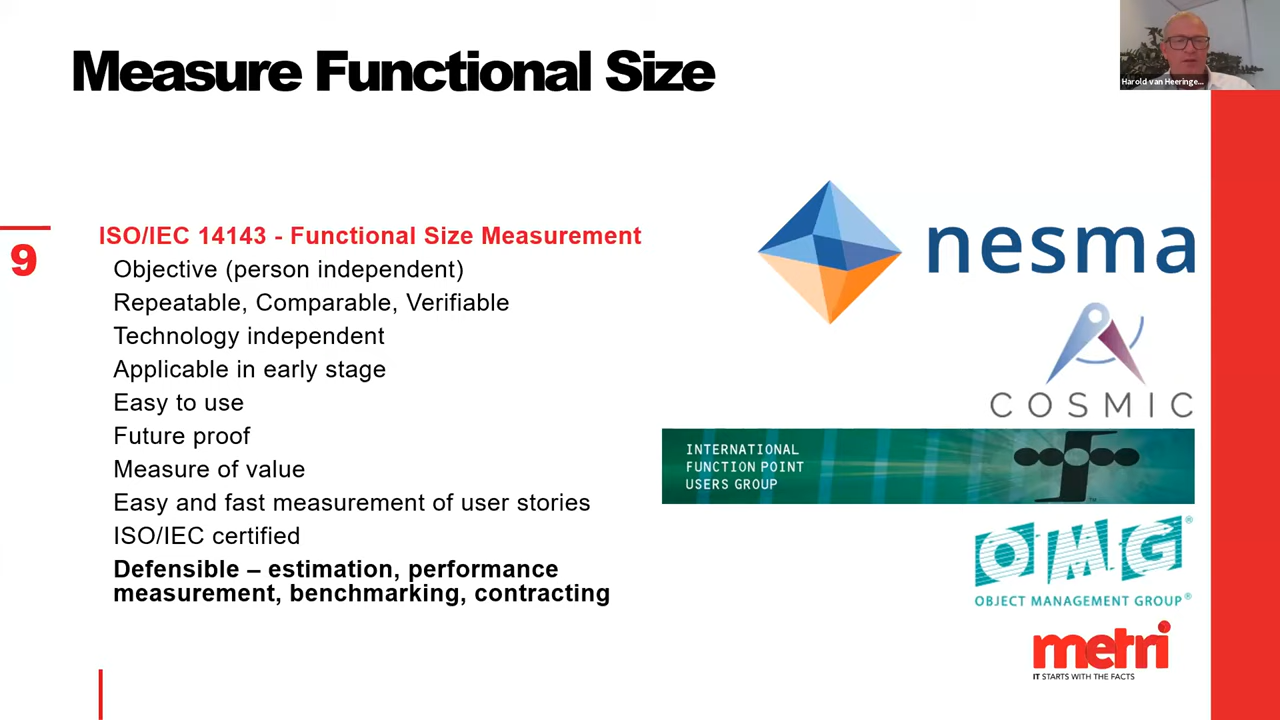 Measure Functional Size
Harold van Heeringe...
9
ISO/IEC 14143 - Functional Size Measurement
Objective (person independent)
Repeatable, Comparable, Verifiable
Technology independent
Applicable in early stage
Easy to use
Future proof
Measure of value
Easy and fast measurement of user stories
ISO/IEC certified
Defensible – estimation, performance
measurement, benchmarking, contracting
nesma
COSMIC
INTERNATIONAL
FUNCTION POINT
USERS GROUP
TM
OMG®
OBJECT MANAGEMENT GROUP®
metri
IT STARTS WITH THE FACTS